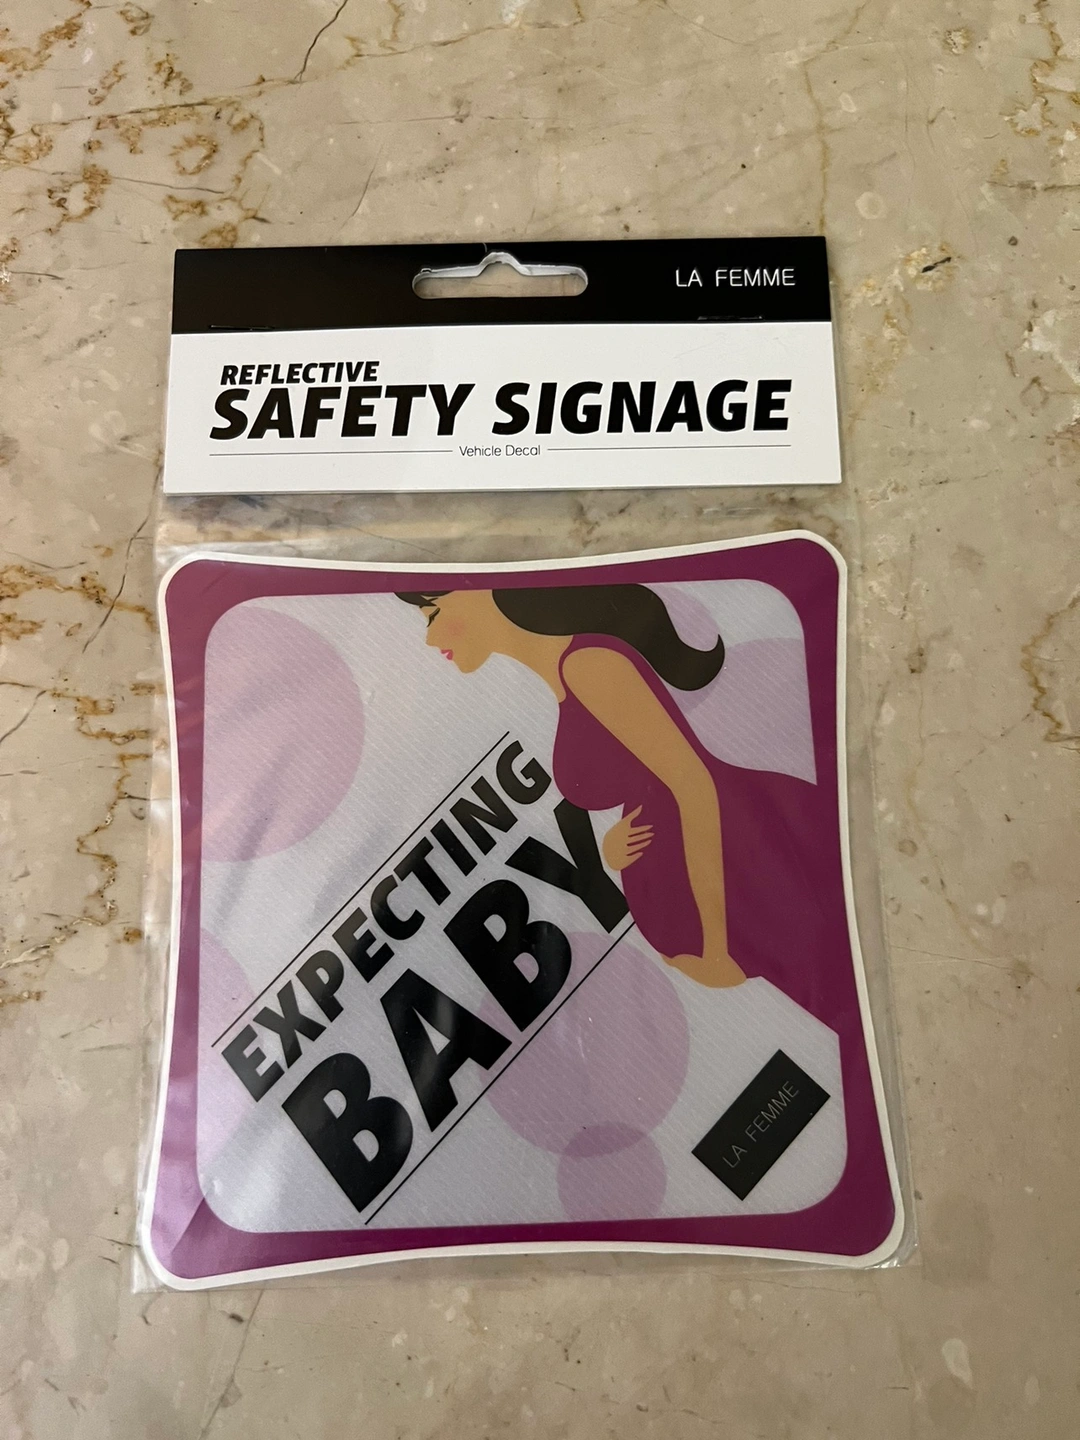 LA FEMME
REFLECTIVE
SAFETY SIGNAGE
Vehicle Decal
EXPECTING
BABY
LA FEMME